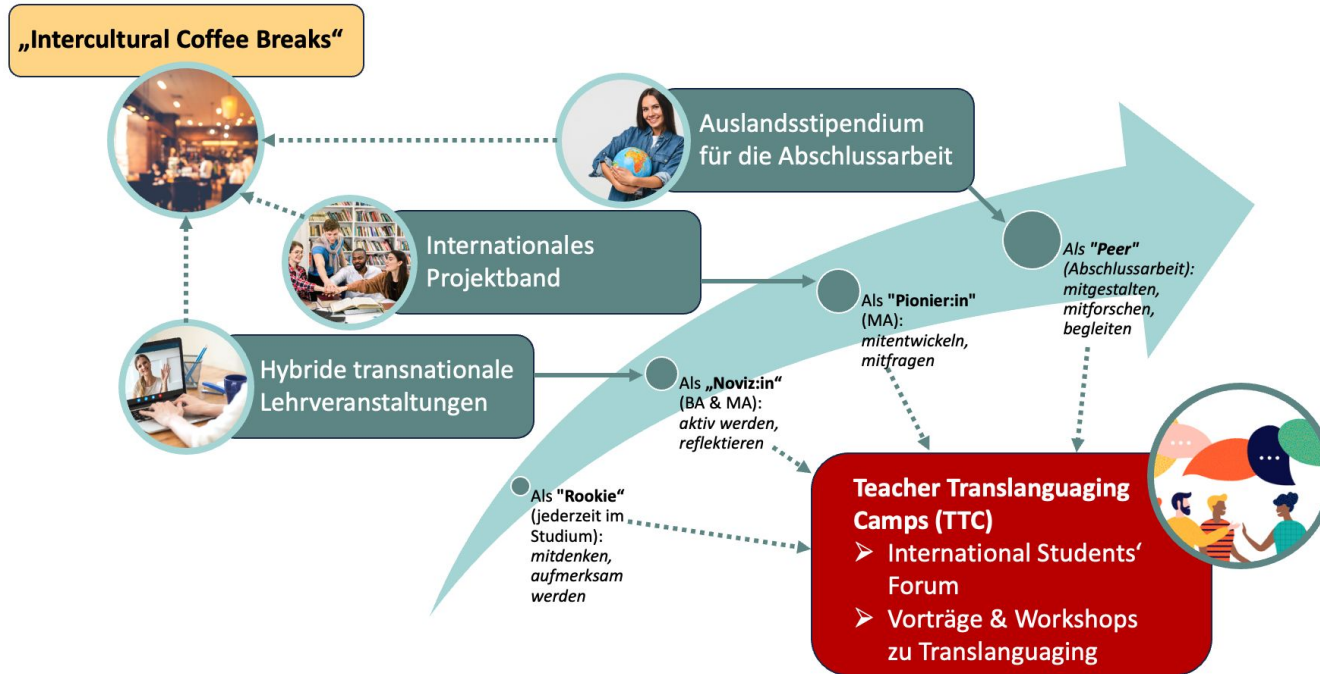 „Intercultural Coffee Breaks“
Auslandsstipendium
für die Abschlussarbeit
Internationales
Projektband
Hybride transnationale
Lehrveranstaltungen
Als "Peer"
(Abschlussarbeit):
mitgestalten,
mitforschen,
begleiten
Als "Pionier:in"
(MA):
mitentwickeln,
mitfragen
Als „Noviz:in“
(BA & MA):
aktiv werden,
reflektieren
Als "Rookie“
(jederzeit im
Studium):
mitdenken,
aufmerksam
werden
Teacher Translanguaging
Camps (TTC)
➢ International Students‘
Forum
➢ Vorträge & Workshops
zu Translanguaging